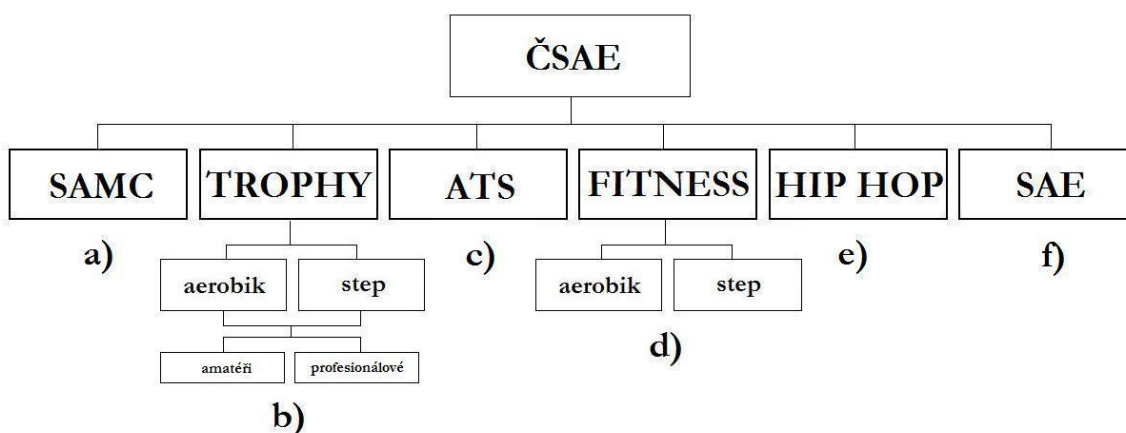 ČSAE
SAMC
TROPHY
ATS
FITNESS
HIP HOP
SAE
a)
c)
e)
f)
aerobik
step
aerobik
step
d)
amatéři
profesionálové
b)